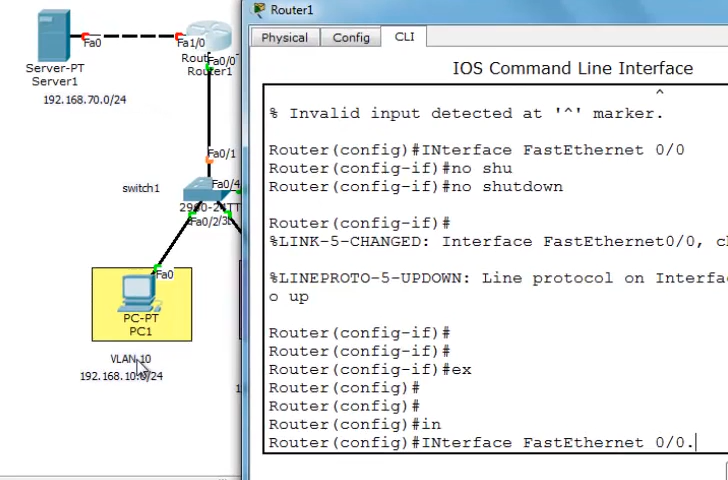 Router1
Physical Config CLI
IOS Command Line Interface
^
% Invalid input detected at '^' marker.
Router(config)#INterface FastEthernet 0/0
Router(config-if)#no shu
Router(config-if)#no shutdown
Router(config-if)#
%LINK-5-CHANGED: Interface FastEthernet0/0, ch
%LINEPROTO-5-UPDOWN: Line protocol on Interfa
o up
Router(config-if)#
Router(config-if)#
Router(config-if)#ex
Router(config)#
Router(config)#
Router(config)#in
Router(config)#INterface FastEthernet 0/0.
Fa0
Fa1/0
Server-PT
Server1
192.168.70.0/24
Fa0/0
Router1
Fa0/1
switch1
Fa0/4
Fa0/2/3
Fa0
PC-PT
PC1
VLAN 10
192.168.10.0/24